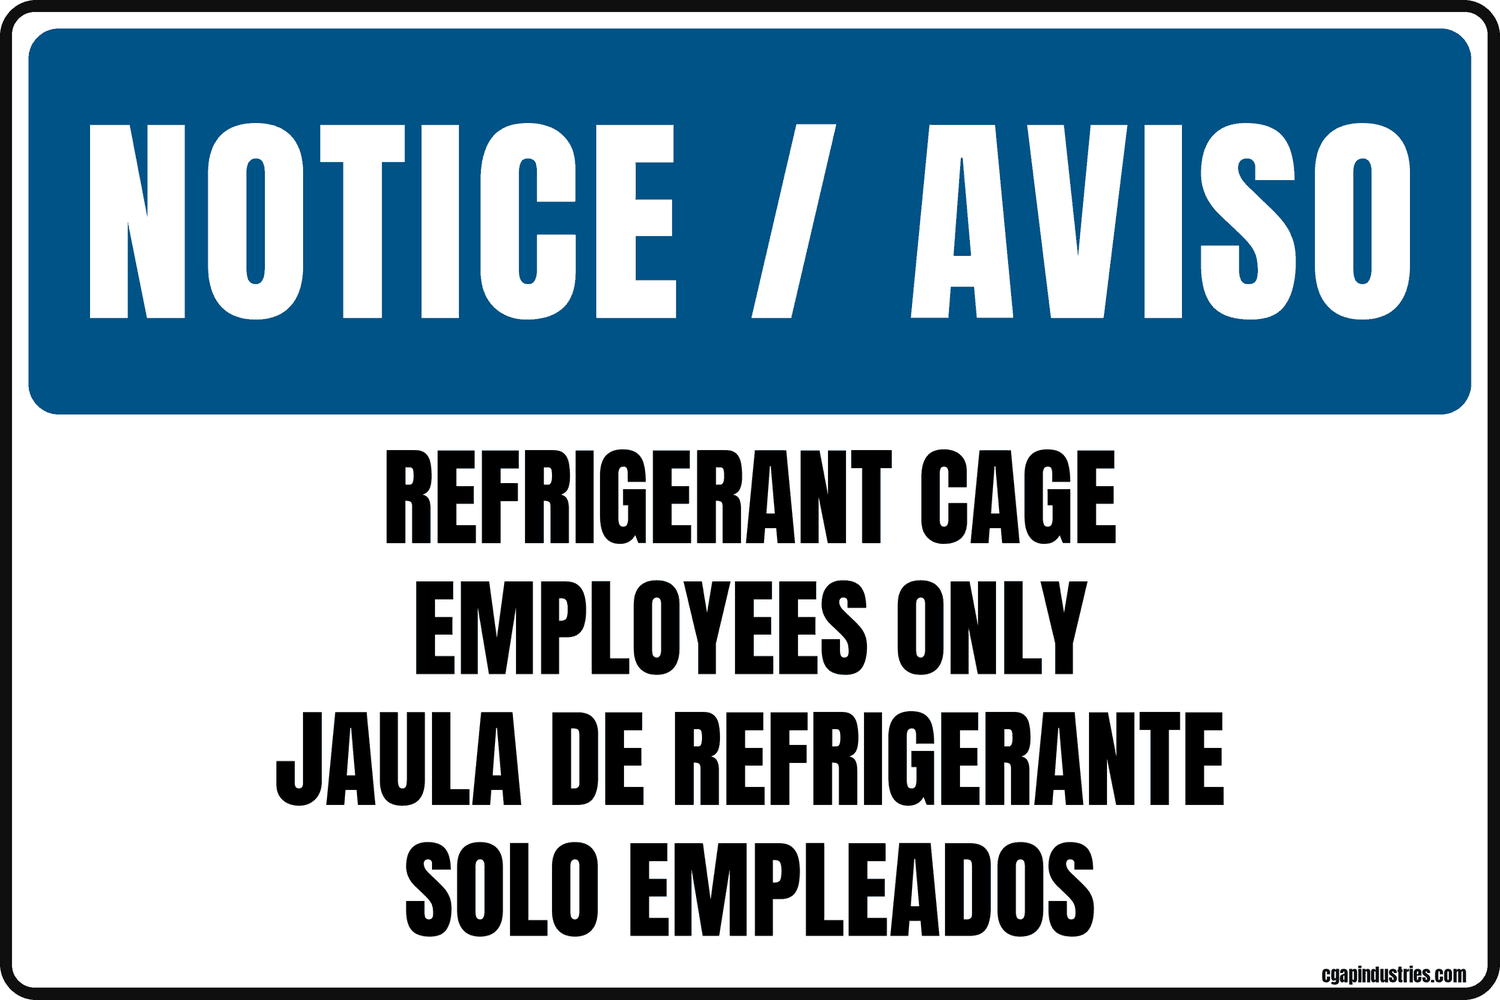 NOTICE / AVISO
REFRIGERANT CAGE
EMPLOYEES ONLY
JAULA DE REFRIGERANTE
SOLO EMPLEADOS
cgapindustries.com